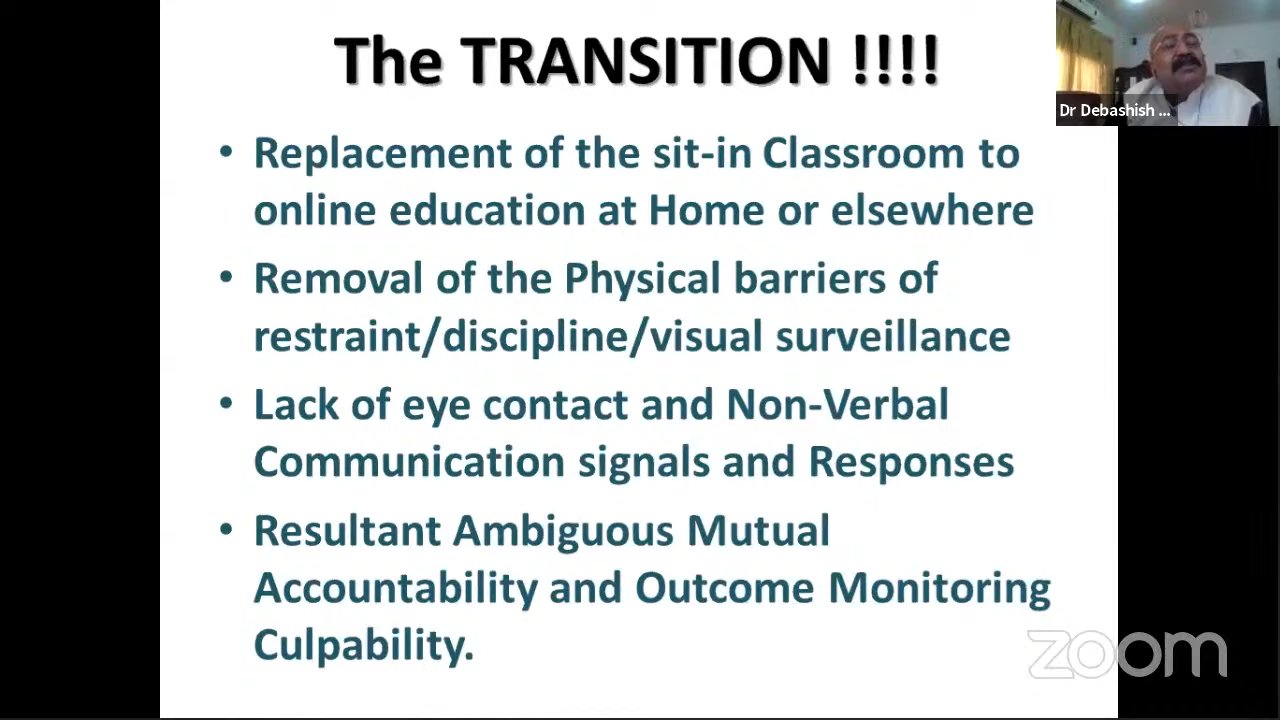 The TRANSITION !!!!
Dr Debashish ...
• Replacement of the sit-in Classroom to
online education at Home or elsewhere
• Removal of the Physical barriers of
restraint/discipline/visual surveillance
• Lack of eye contact and Non-Verbal
Communication signals and Responses
• Resultant Ambiguous Mutual
Accountability and Outcome Monitoring
Culpability.
zoom